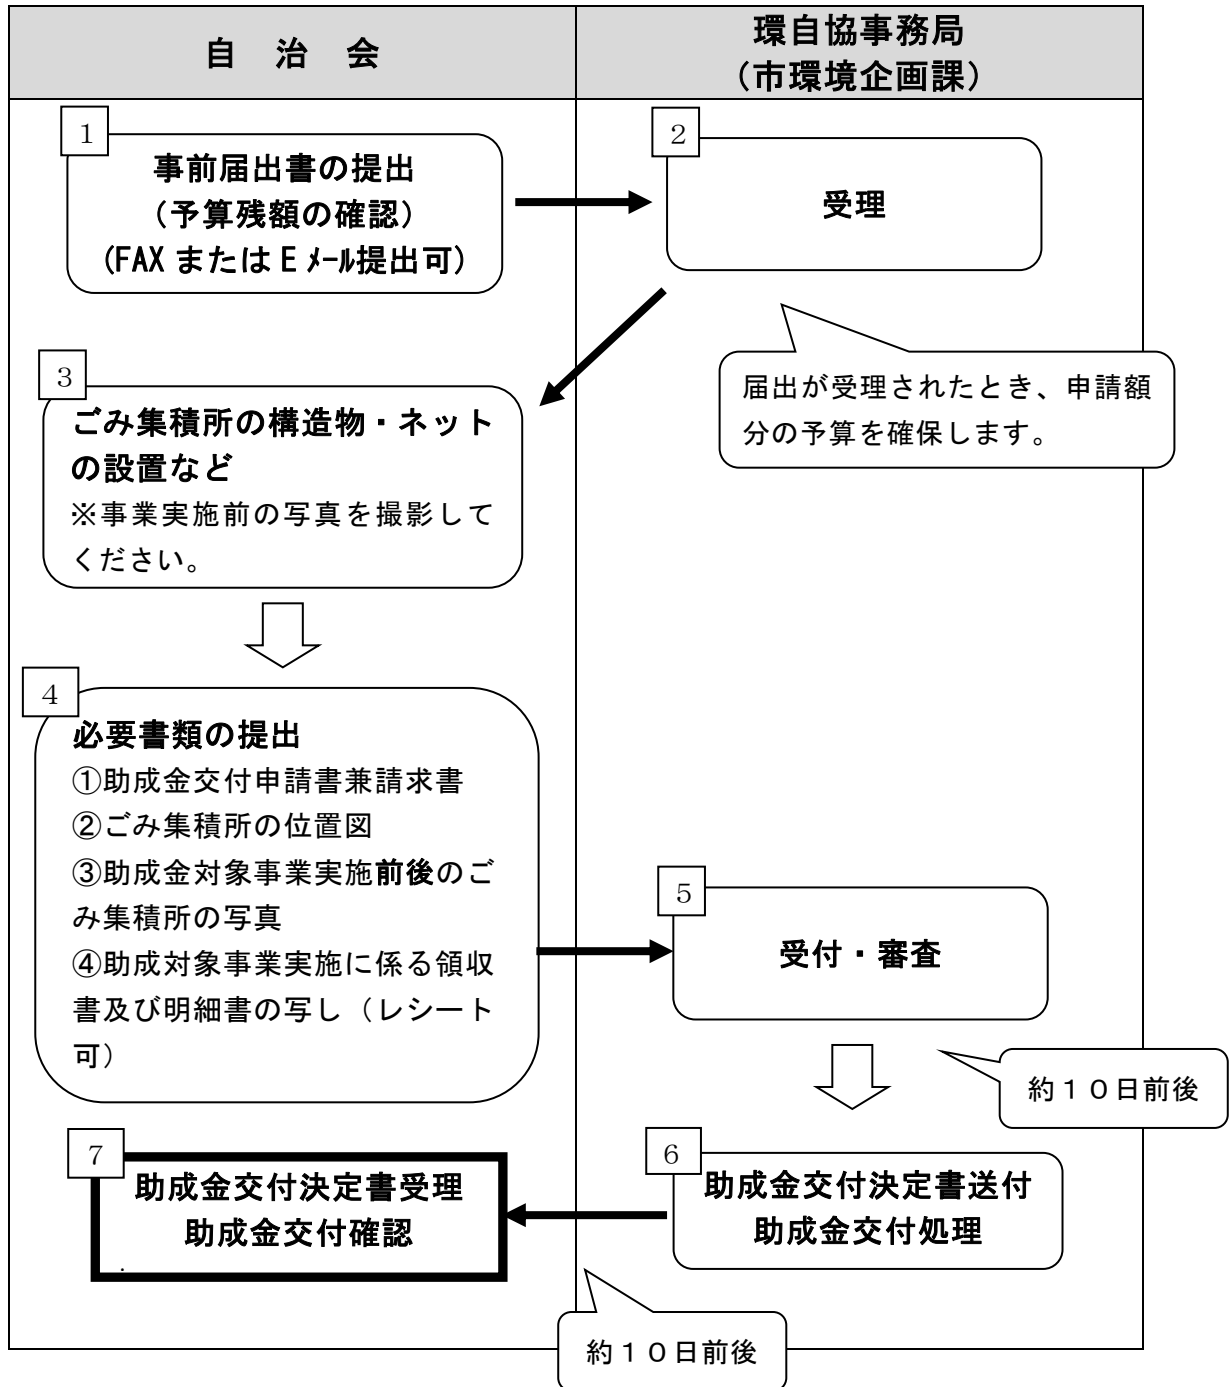 自　治　会
環自協事務局
（市環境企画課）
1
事前届出書の提出
（予算残額の確認）
（FAX または E ﾒｰﾙ提出可）
2
受理
届出が受理されたとき、申請額
分の予算を確保します。
3
ごみ集積所の構造物・ネット
の設置など
※事業実施前の写真を撮影して
ください。
4
必要書類の提出
①助成金交付申請書兼請求書
②ごみ集積所の位置図
③助成金対象事業実施前後のご
み集積所の写真
④助成対象事業実施に係る領収
書及び明細書の写し（レシート
可）
5
受付・審査
約１０日前後
6
助成金交付決定書送付
助成金交付処理
7
助成金交付決定書受理
助成金交付確認
.
約１０日前後